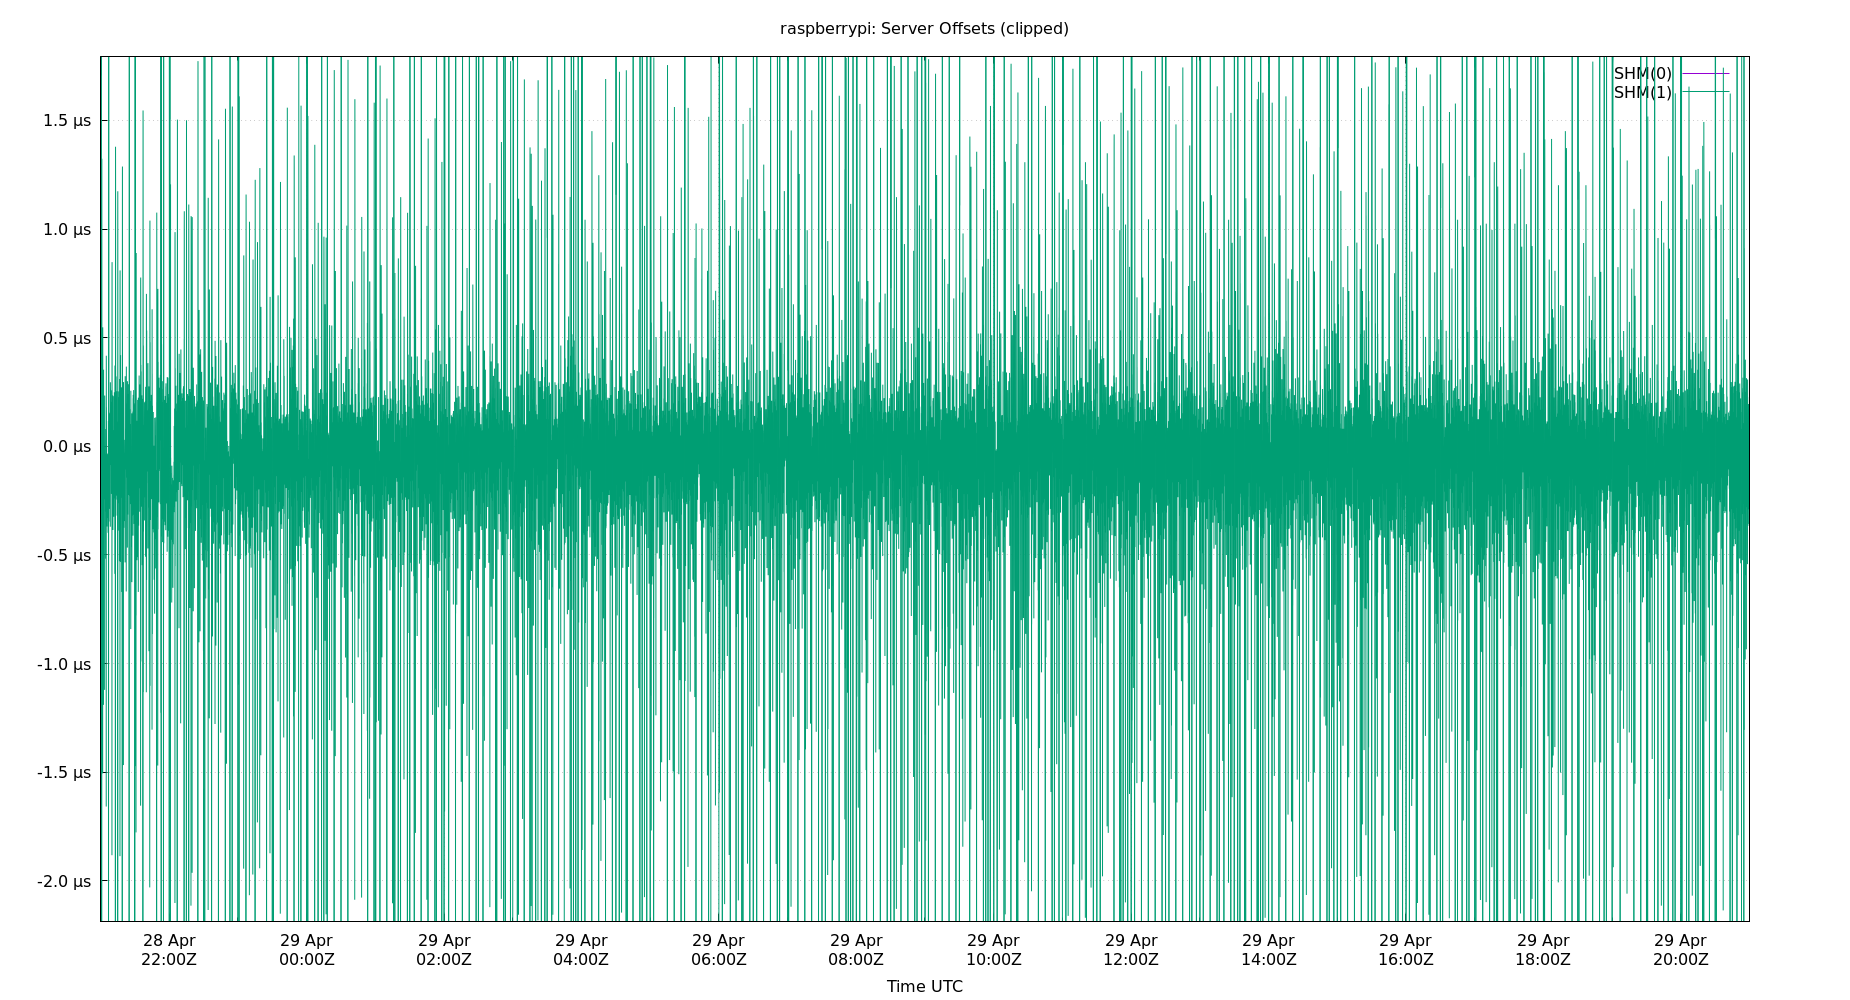 raspberrypi: Server Offsets (clipped)
SHM(0)
SHM(1)
1.5 µs
1.0 µs
0.5 µs
0.0 µs
-0.5 µs
-1.0 µs
-1.5 µs
-2.0 µs
28 Apr 29 Apr 29 Apr 29 Apr 29 Apr 29 Apr 29 Apr 29 Apr 29 Apr 29 Apr 29 Apr 29 Apr
22:00Z 00:00Z 02:00Z 04:00Z 06:00Z 08:00Z 10:00Z 12:00Z 14:00Z 16:00Z 18:00Z 20:00Z
Time UTC